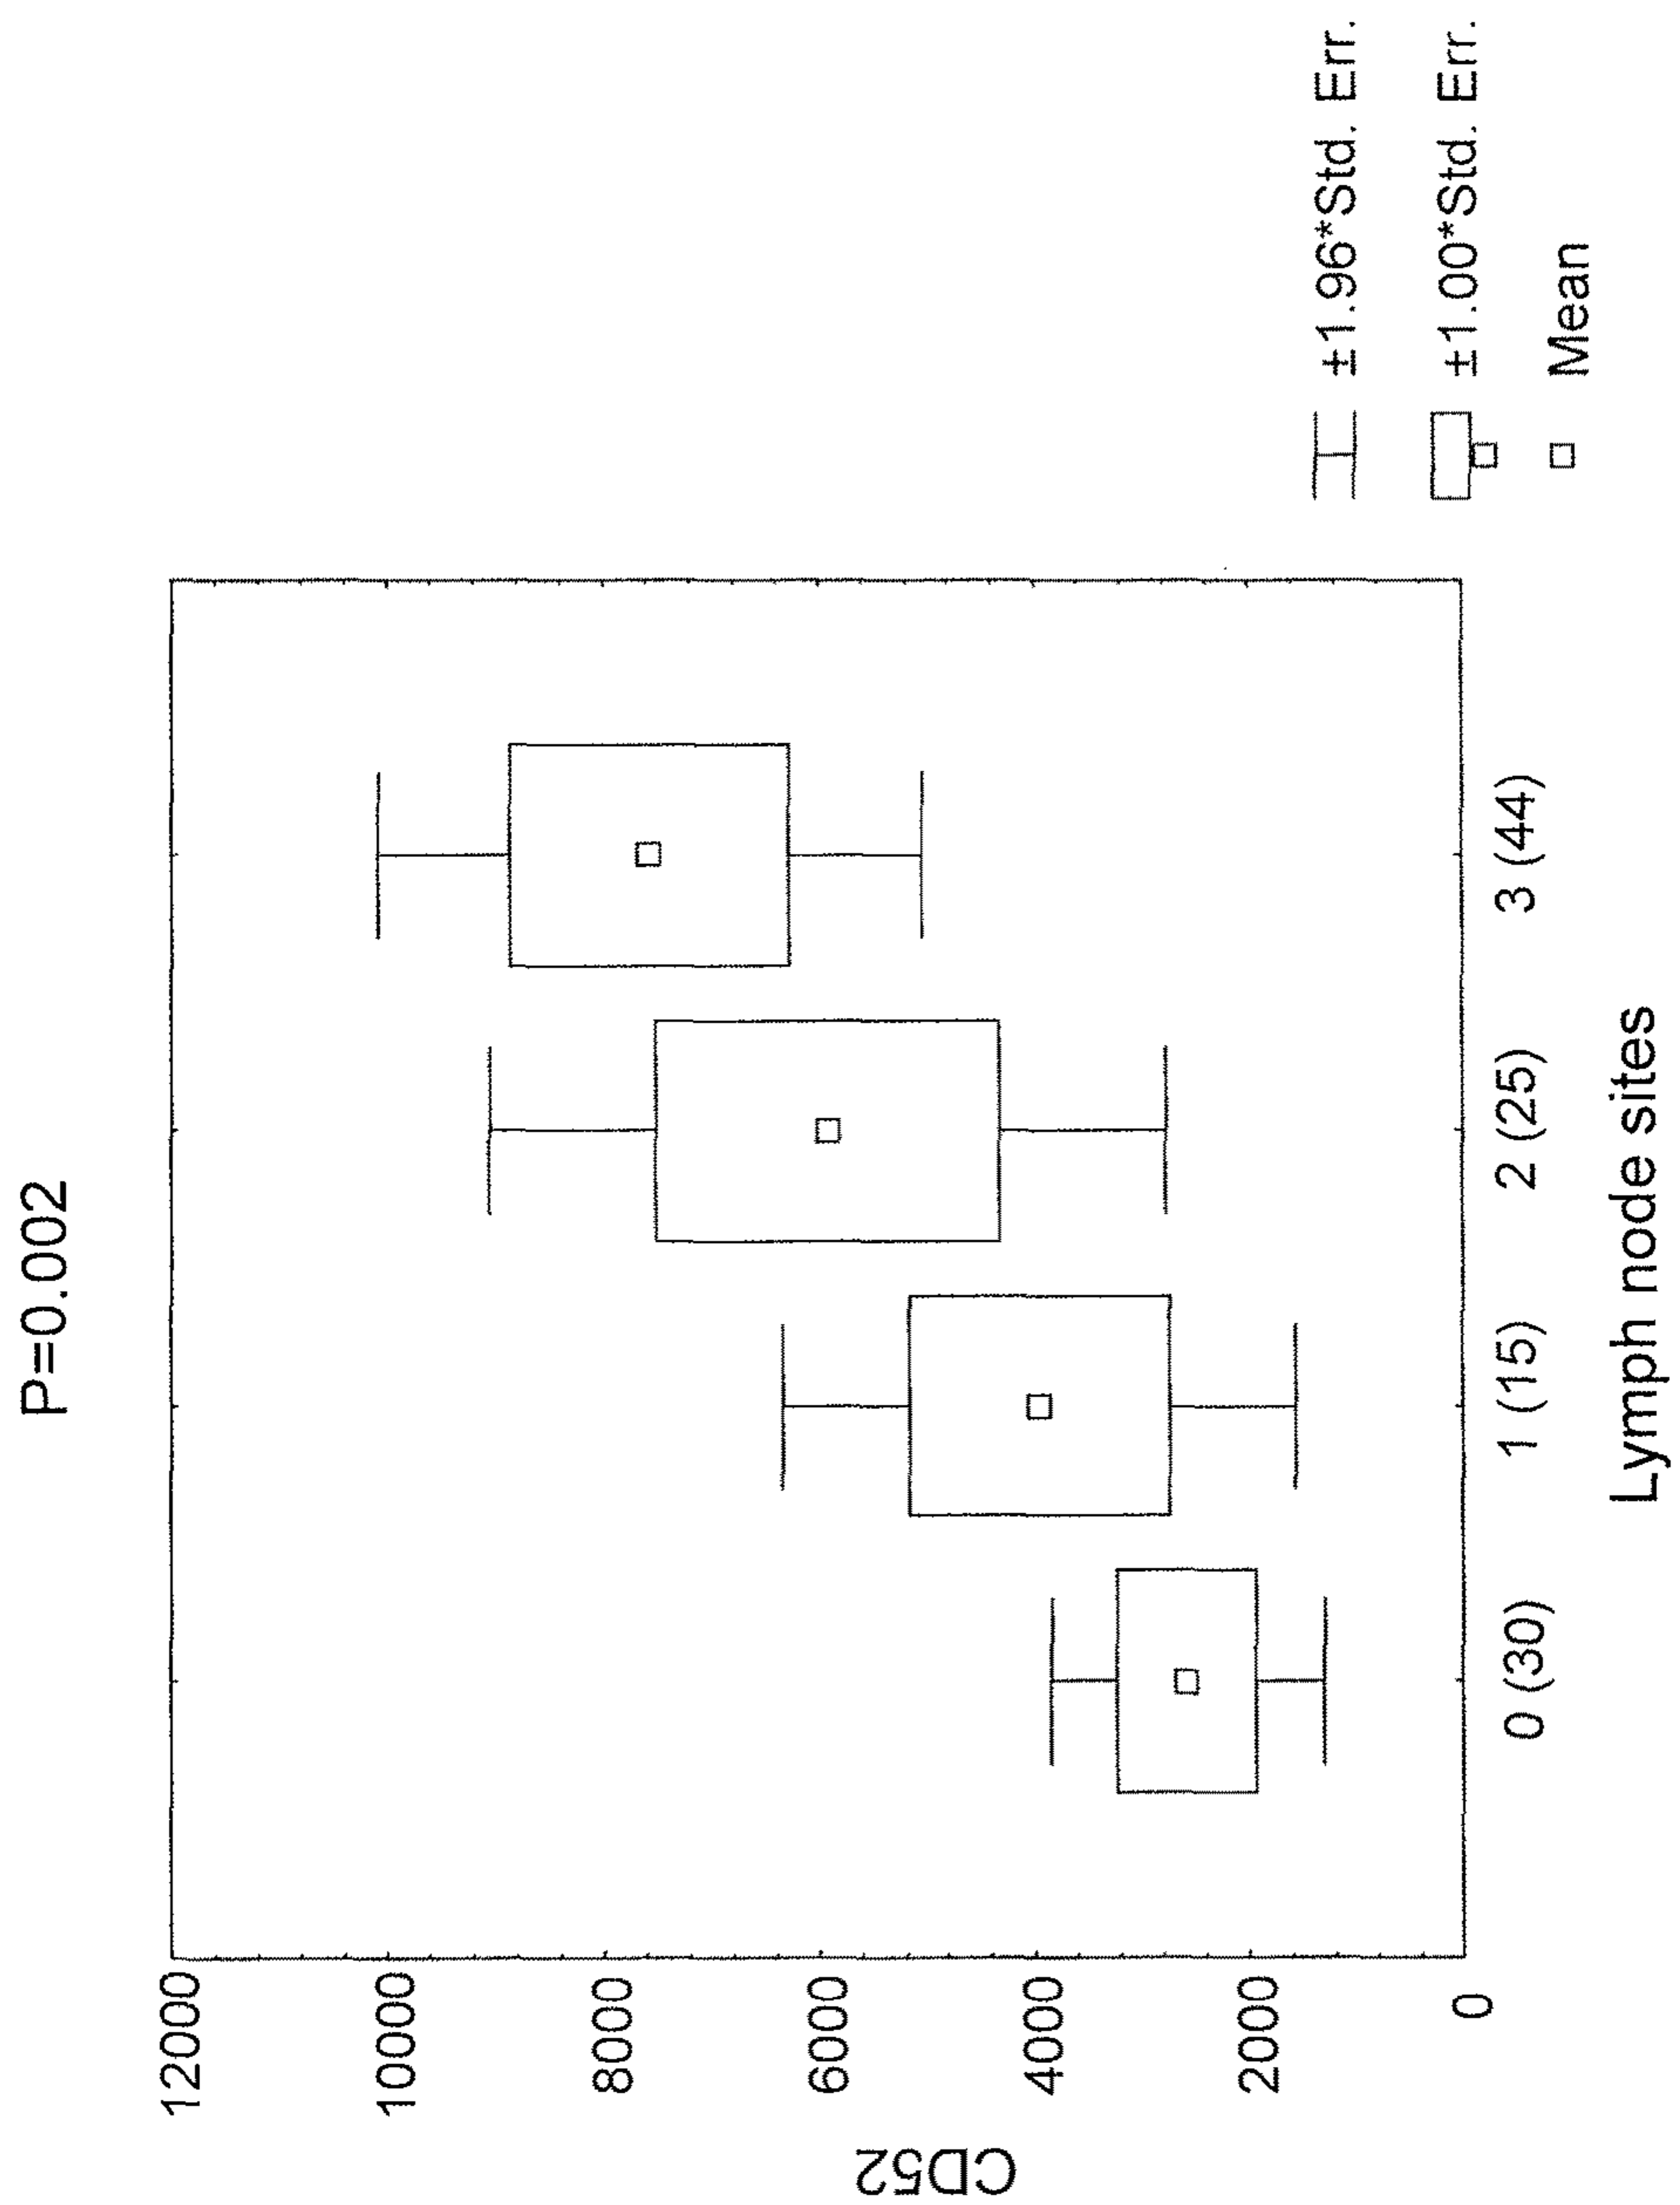 P=0.002
CD52
12000
10000
8000
6000
4000
2000
0
0 (30)
1 (15)
2 (25)
3 (44)
Lymph node sites
±1.96*Std. Err.
±1.00*Std. Err.
Mean